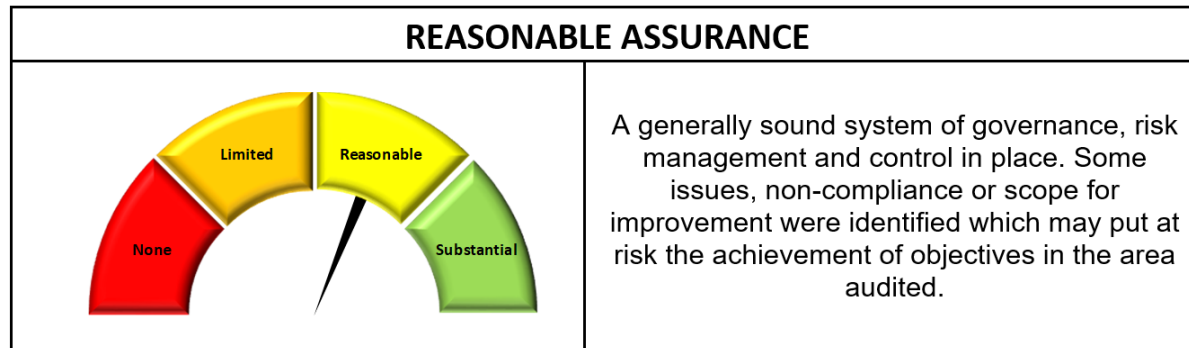 REASONABLE ASSURANCE
Limited
Reasonable
None
Substantial
A generally sound system of governance, risk
management and control in place. Some
issues, non-compliance or scope for
improvement were identified which may put at
risk the achievement of objectives in the area
audited.